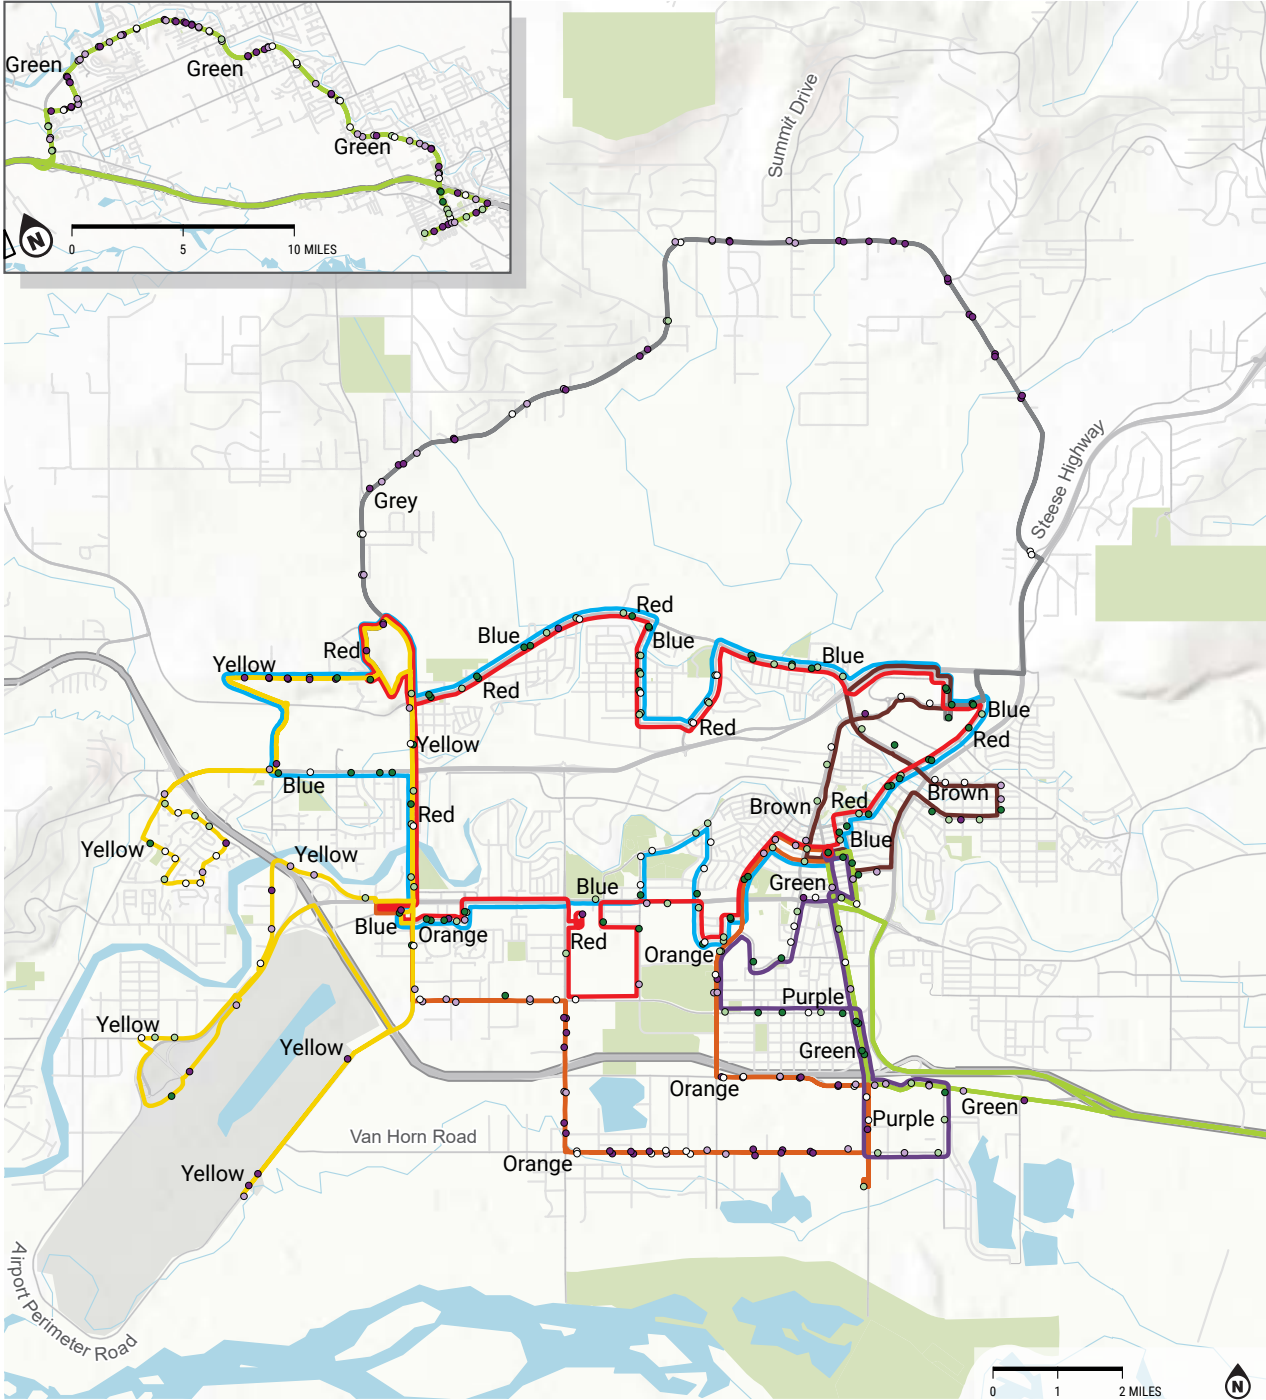 Green
Green
Green
N
0 5 10 MILES
Summit Drive
Steese Highway
Grey
Red
Blue
Red
Blue
Blue
Yellow
Red
Red
Blue
Red
Yellow
Blue
Brown
Red
Brown
Red
Blue
Yellow
Yellow
Green
Blue
Blue
Orange
Red
Orange
Purple
Yellow
Yellow
Green
Orange
Purple
Green
Van Horn Road
Orange
Yellow
Airport Perimeter Road
0 1 2 MILES
N